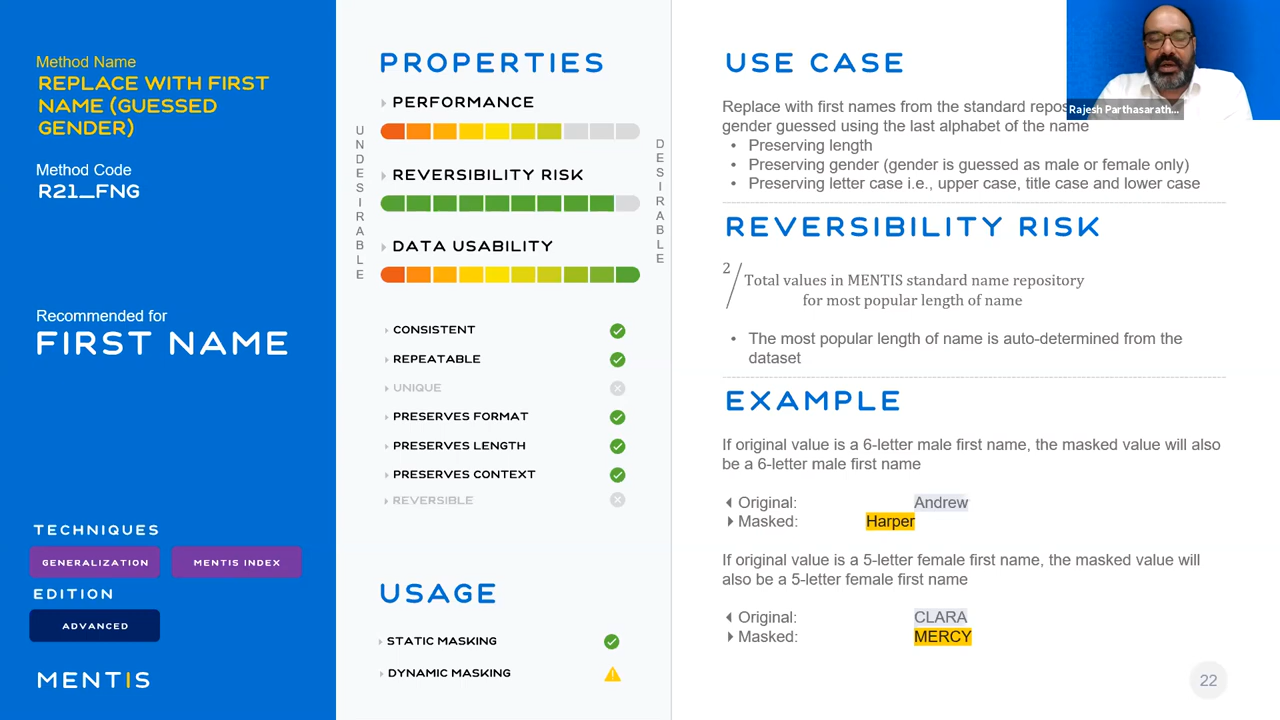 Method Name
REPLACE WITH FIRST
NAME (GUESSED
GENDER)
Method Code
R21_FNG
Recommended for
FIRST NAME
TECHNIQUES
GENERALIZATION
MENTIS INDEX
EDITION
ADVANCED
MENTIS
PROPERTIES
UNDESIRABLE
DESIRABLE
PERFORMANCE
REVERSIBILITY RISK
DATA USABILITY
CONSISTENT
REPEATABLE
UNIQUE
PRESERVES FORMAT
PRESERVES LENGTH
PRESERVES CONTEXT
REVERSIBLE
USAGE
STATIC MASKING
DYNAMIC MASKING
USE CASE
Replace with first names from the standard
gender guessed using the last alphabet of the name
• Preserving length
• Preserving gender (gender is guessed as male or female only)
• Preserving letter case i.e., upper case, title case and lower case
REVERSIBILITY RISK
2/
Total values in MENTIS standard name repository
for most popular length of name
• The most popular length of name is auto-determined from the
dataset
EXAMPLE
If original value is a 6-letter male first name, the masked value will also
be a 6-letter male first name
Original: Andrew
Masked: Harper
If original value is a 5-letter female first name, the masked value will
also be a 5-letter female first name
Original: CLARA
Masked: MERCY
22
Rajesh Parthasarath...